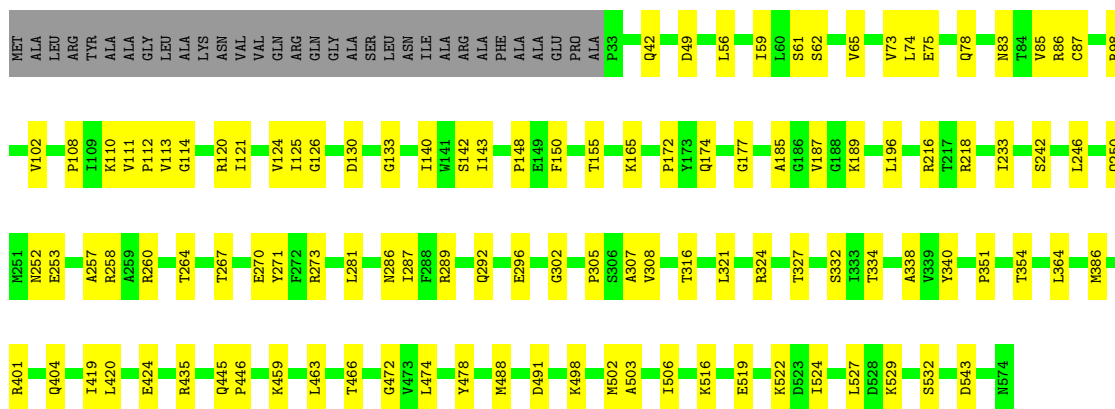 MET ALA LEU ARG TYR ALA ALA GLY LEU ALA LYS ASN VAL VAL GLN ARG GLN GLY ALA SER LEU ASN ILE ALA ARG ALA PHE ALA ALA GLU PRO ALA P33 Q42 D49 L56 I59 L60 S61 S62 V65 V73 L74 E75 Q78 N83 T84 V85 R86 C87
V102 P108 I109 K110 V111 P112 V113 G114 R120 I121 V124 I125 G126 D130 G133 I140 W141 S142 I143 P148 E149 F150 T155 K165 P172 Y173 Q174 G177 A185 G186 V187 G188 K189 L196 R216 T217 R218 I233 S242 L246
M251 N252 E253 A257 R258 A259 R260 T264 T267 E270 Y271 F272 R273 L281 N286 I287 F288 R289 Q292 E296 G302 P305 S306 A307 V308 T316 L321 R324 T327 S332 I333 T334 A338 V339 Y340 P351 T354 L364 M386
R401 Q404 I419 L420 E424 R435 Q445 P446 K459 L463 T466 G472 V473 L474 Y478 M488 D491 K498 M502 A503 I506 K516 E519 K522 D523 I524 L527 D528 K529 S532 D543 N574